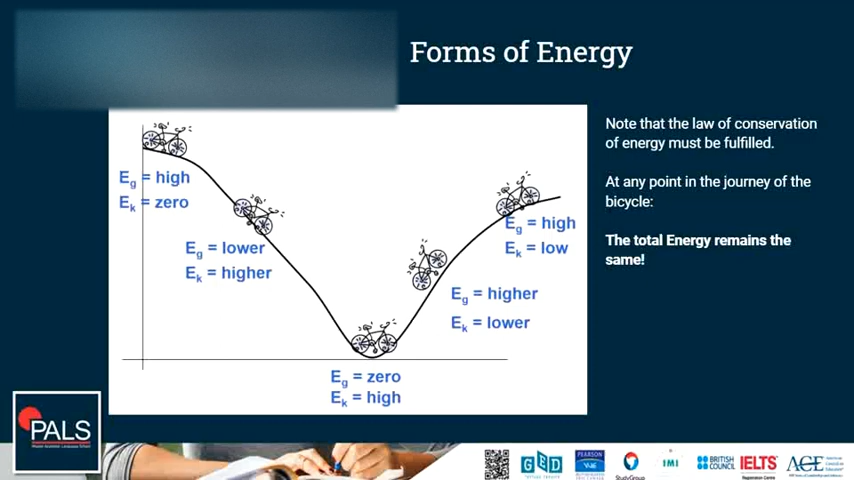 Forms of Energy
Note that the law of conservation
of energy must be fulfilled.
At any point in the journey of the
bicycle:
The total Energy remains the
same!
Eg = high
Ek = zero
Eg = lower
Ek = higher
Eg = zero
Ek = high
Eg = higher
Ek = lower
Eg = high
Ek = low
PALS
GED
PEARSON
VUE
StudyGroup
IMI
BRITISH
COUNCIL
IELTS
Registration Centre
ACE